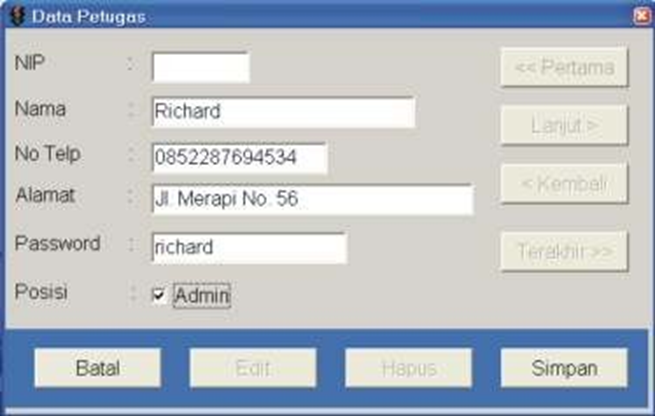 Data Petugas
NIP :
<< Pertama
Nama : Richard
Lanjut >
No Telp : 0852287694534
Alamat : Jl. Merapi No. 56
< Kembali
Password : richard
Terakhir >>
Posisi : Admin
Batal Edit Hapus Simpan